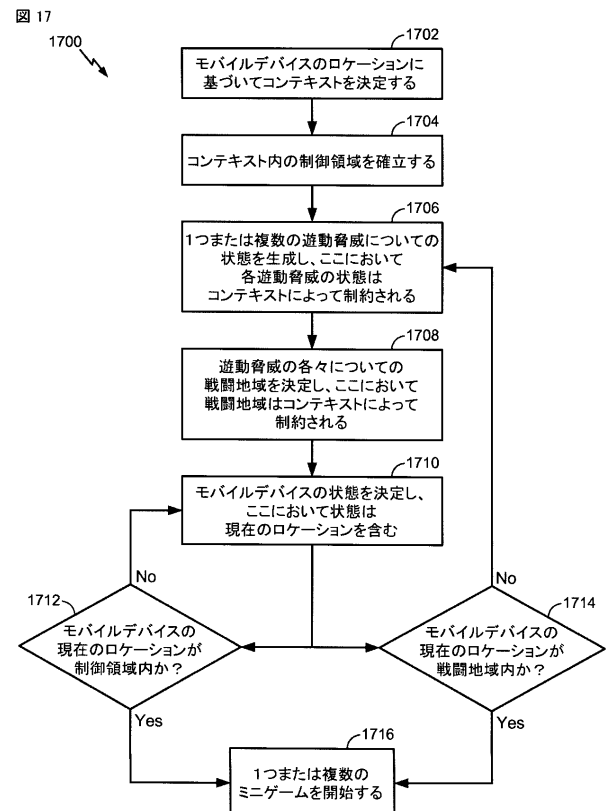 図 17
1700
1702
モバイルデバイスのロケーションに
基づいてコンテキストを決定する
1704
コンテキスト内の制御領域を確立する
1706
1つまたは複数の遊動脅威についての
状態を生成し、ここにおいて
各遊動脅威の状態は
コンテキストによって制約される
1708
遊動脅威の各々についての
戦闘地域を決定し、ここにおいて
戦闘地域はコンテキストによって
制約される
1710
モバイルデバイスの状態を決定し、
ここにおいて状態は
現在のロケーションを含む
No
1712
モバイルデバイスの
現在のロケーションが
制御領域内か？
Yes
No
1714
モバイルデバイスの
現在のロケーションが
戦闘地域内か？
Yes
1716
1つまたは複数の
ミニゲームを開始する